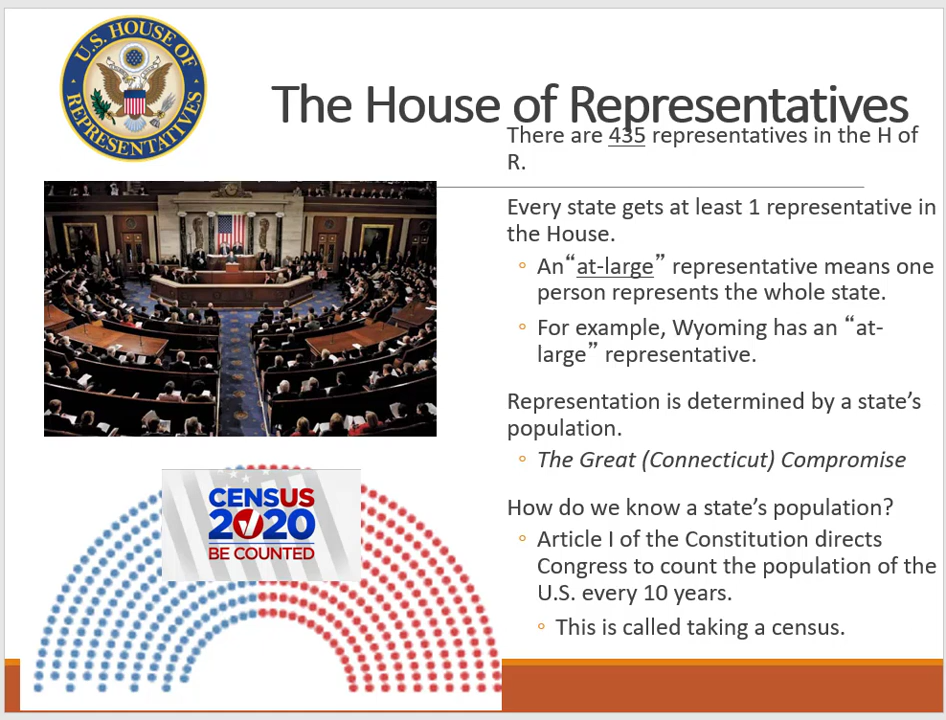 U.S. HOUSE OF
REPRESENTATIVES
The House of Representatives
There are 435 representatives in the H of
R.
Every state gets at least 1 representative in
the House.
An“at-large” representative means one
person represents the whole state.
For example, Wyoming has an “at-
large” representative.
Representation is determined by a state’s
population.
The Great (Connecticut) Compromise
How do we know a state’s population?
Article I of the Constitution directs
Congress to count the population of the
U.S. every 10 years.
This is called taking a census.
CENSUS
2020
BE COUNTED